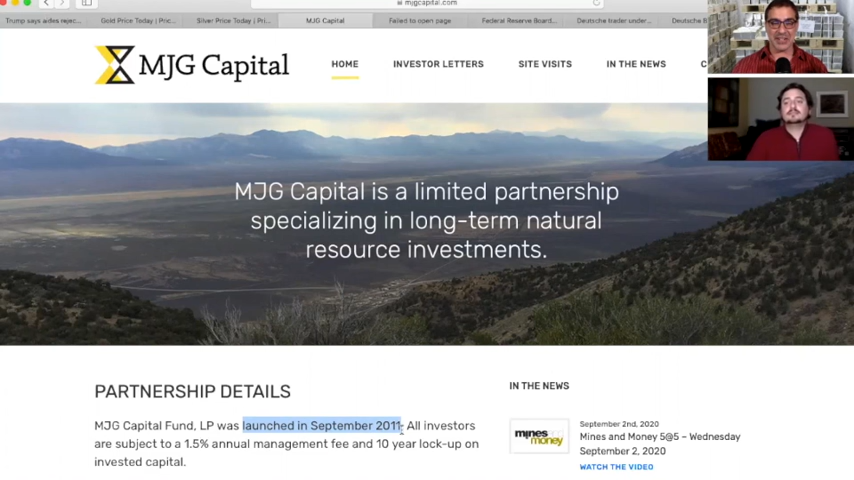 mjgcapital.com
Trump says aides rejec...
Gold Price Today | Pric...
Silver Price Today | Pri...
MJG Capital
Failed to open page
Federal Reserve Board...
Deutsche trader under...
Deutsche B
MJG Capital
HOME
INVESTOR LETTERS
SITE VISITS
IN THE NEWS
C
MJG Capital is a limited partnership
specializing in long-term natural
resource investments.
PARTNERSHIP DETAILS
MJG Capital Fund, LP was launched in September 2011. All investors
are subject to a 1.5% annual management fee and 10 year lock-up on
invested capital.
IN THE NEWS
mines and money
September 2nd, 2020
Mines and Money 5@5 – Wednesday
September 2, 2020
WATCH THE VIDEO